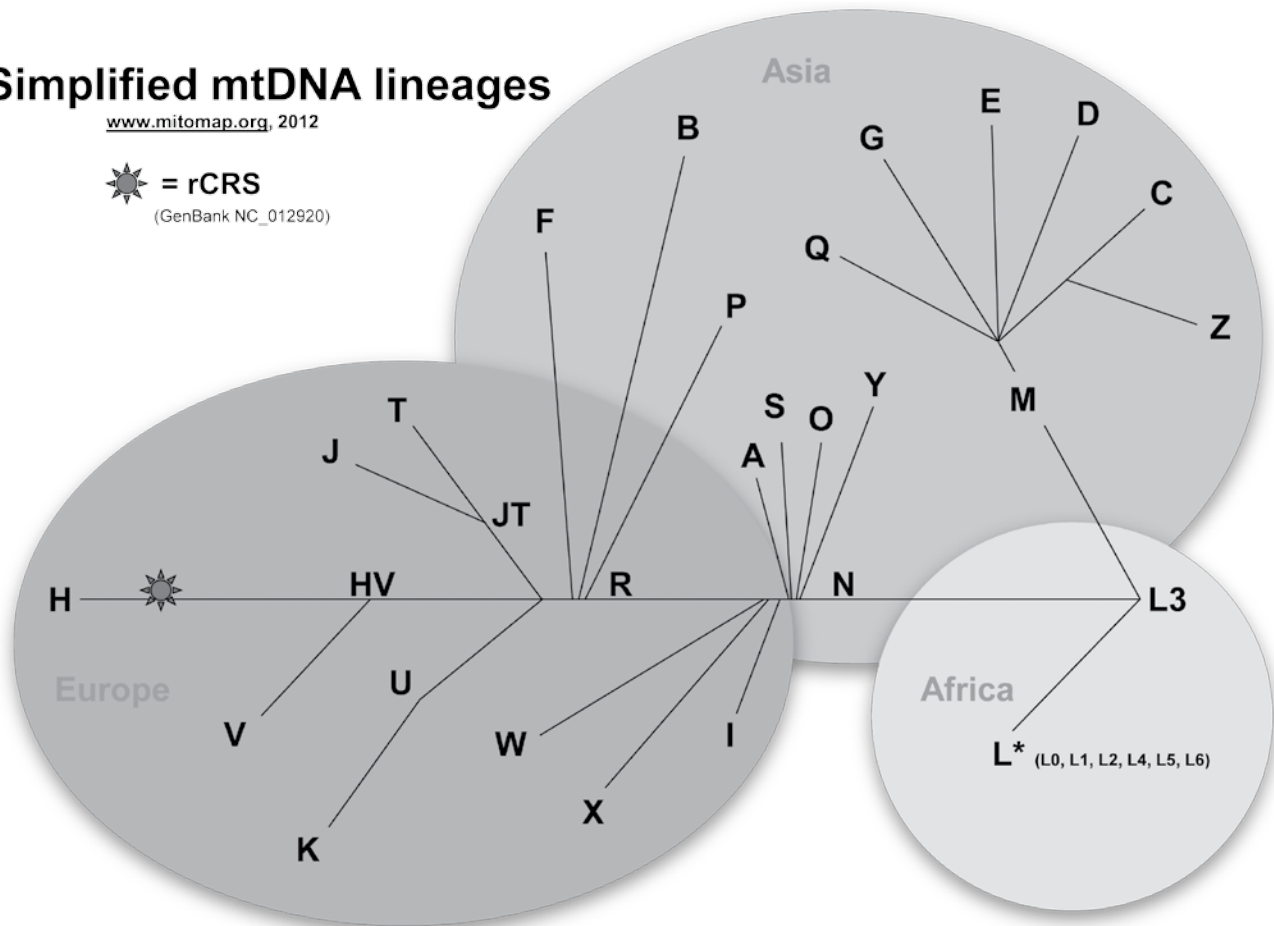 Simplified mtDNA lineages
www.mitomap.org, 2012
= rCRS
(GenBank NC_012920)
Asia
B
E
D
G
C
F
Q
P
Z
Y
M
S
O
T
A
J
JT
HV
R
N
H
L3
Europe
U
Africa
V
W
I
L* (L0, L1, L2, L4, L5, L6)
X
K